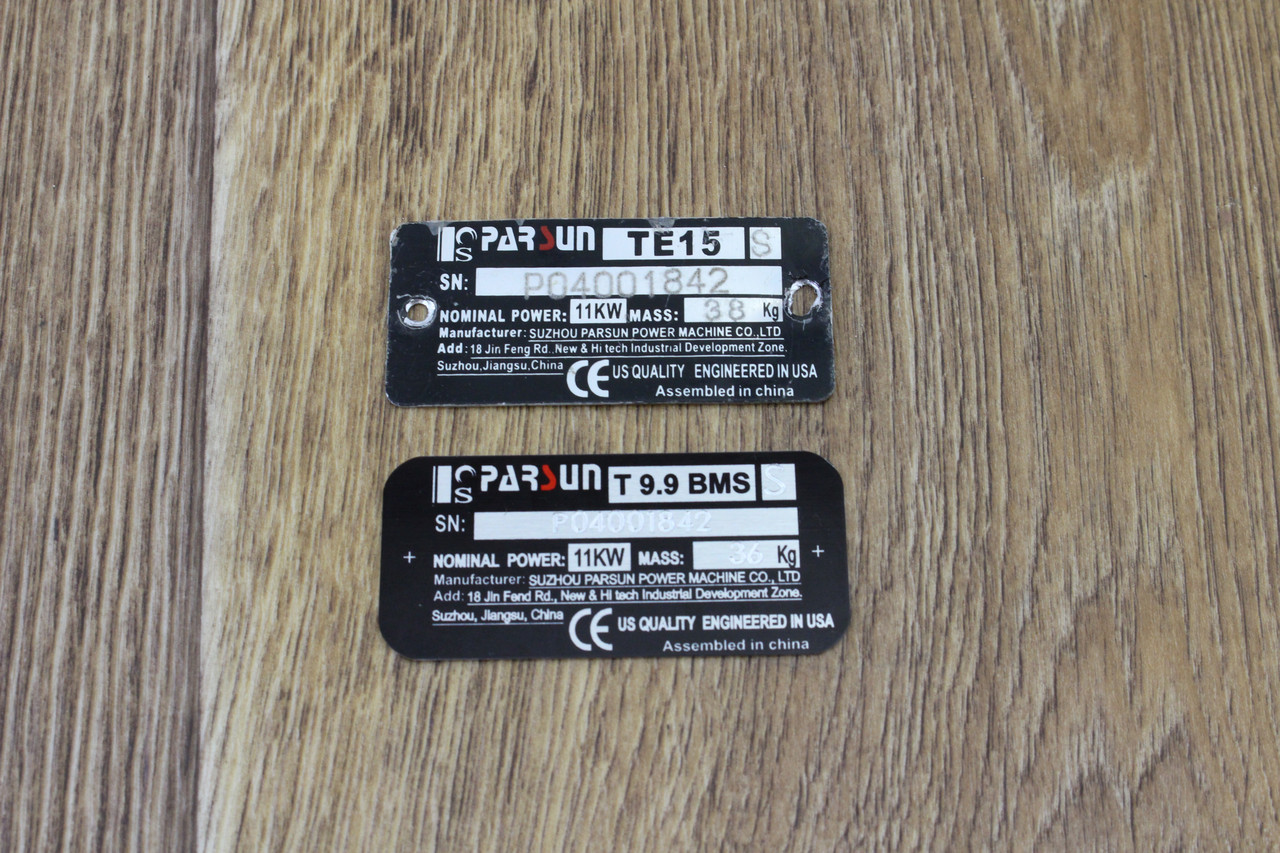 PARSUN TE15 S
SN: P04001842
NOMINAL POWER: 11KW MASS: 38 Kg
Manufacturer: SUZHOU PARSUN POWER MACHINE CO.,LTD
Add: 18 Jin Feng Rd..New & Hi tech Industrial Development Zone.
Suzhou,Jiangsu,China
CE US QUALITY ENGINEERED IN USA
Assembled in china
PARSUN T 9.9 BMS S
SN: P04001842
NOMINAL POWER: 11KW MASS: 36 Kg
Manufacturer: SUZHOU PARSUN POWER MACHINE CO., LTD
Add: 18 Jin Fend Rd., New & Hi tech Industrial Development Zone.
Suzhou, Jiangsu, China
CE US QUALITY ENGINEERED IN USA
Assembled in china